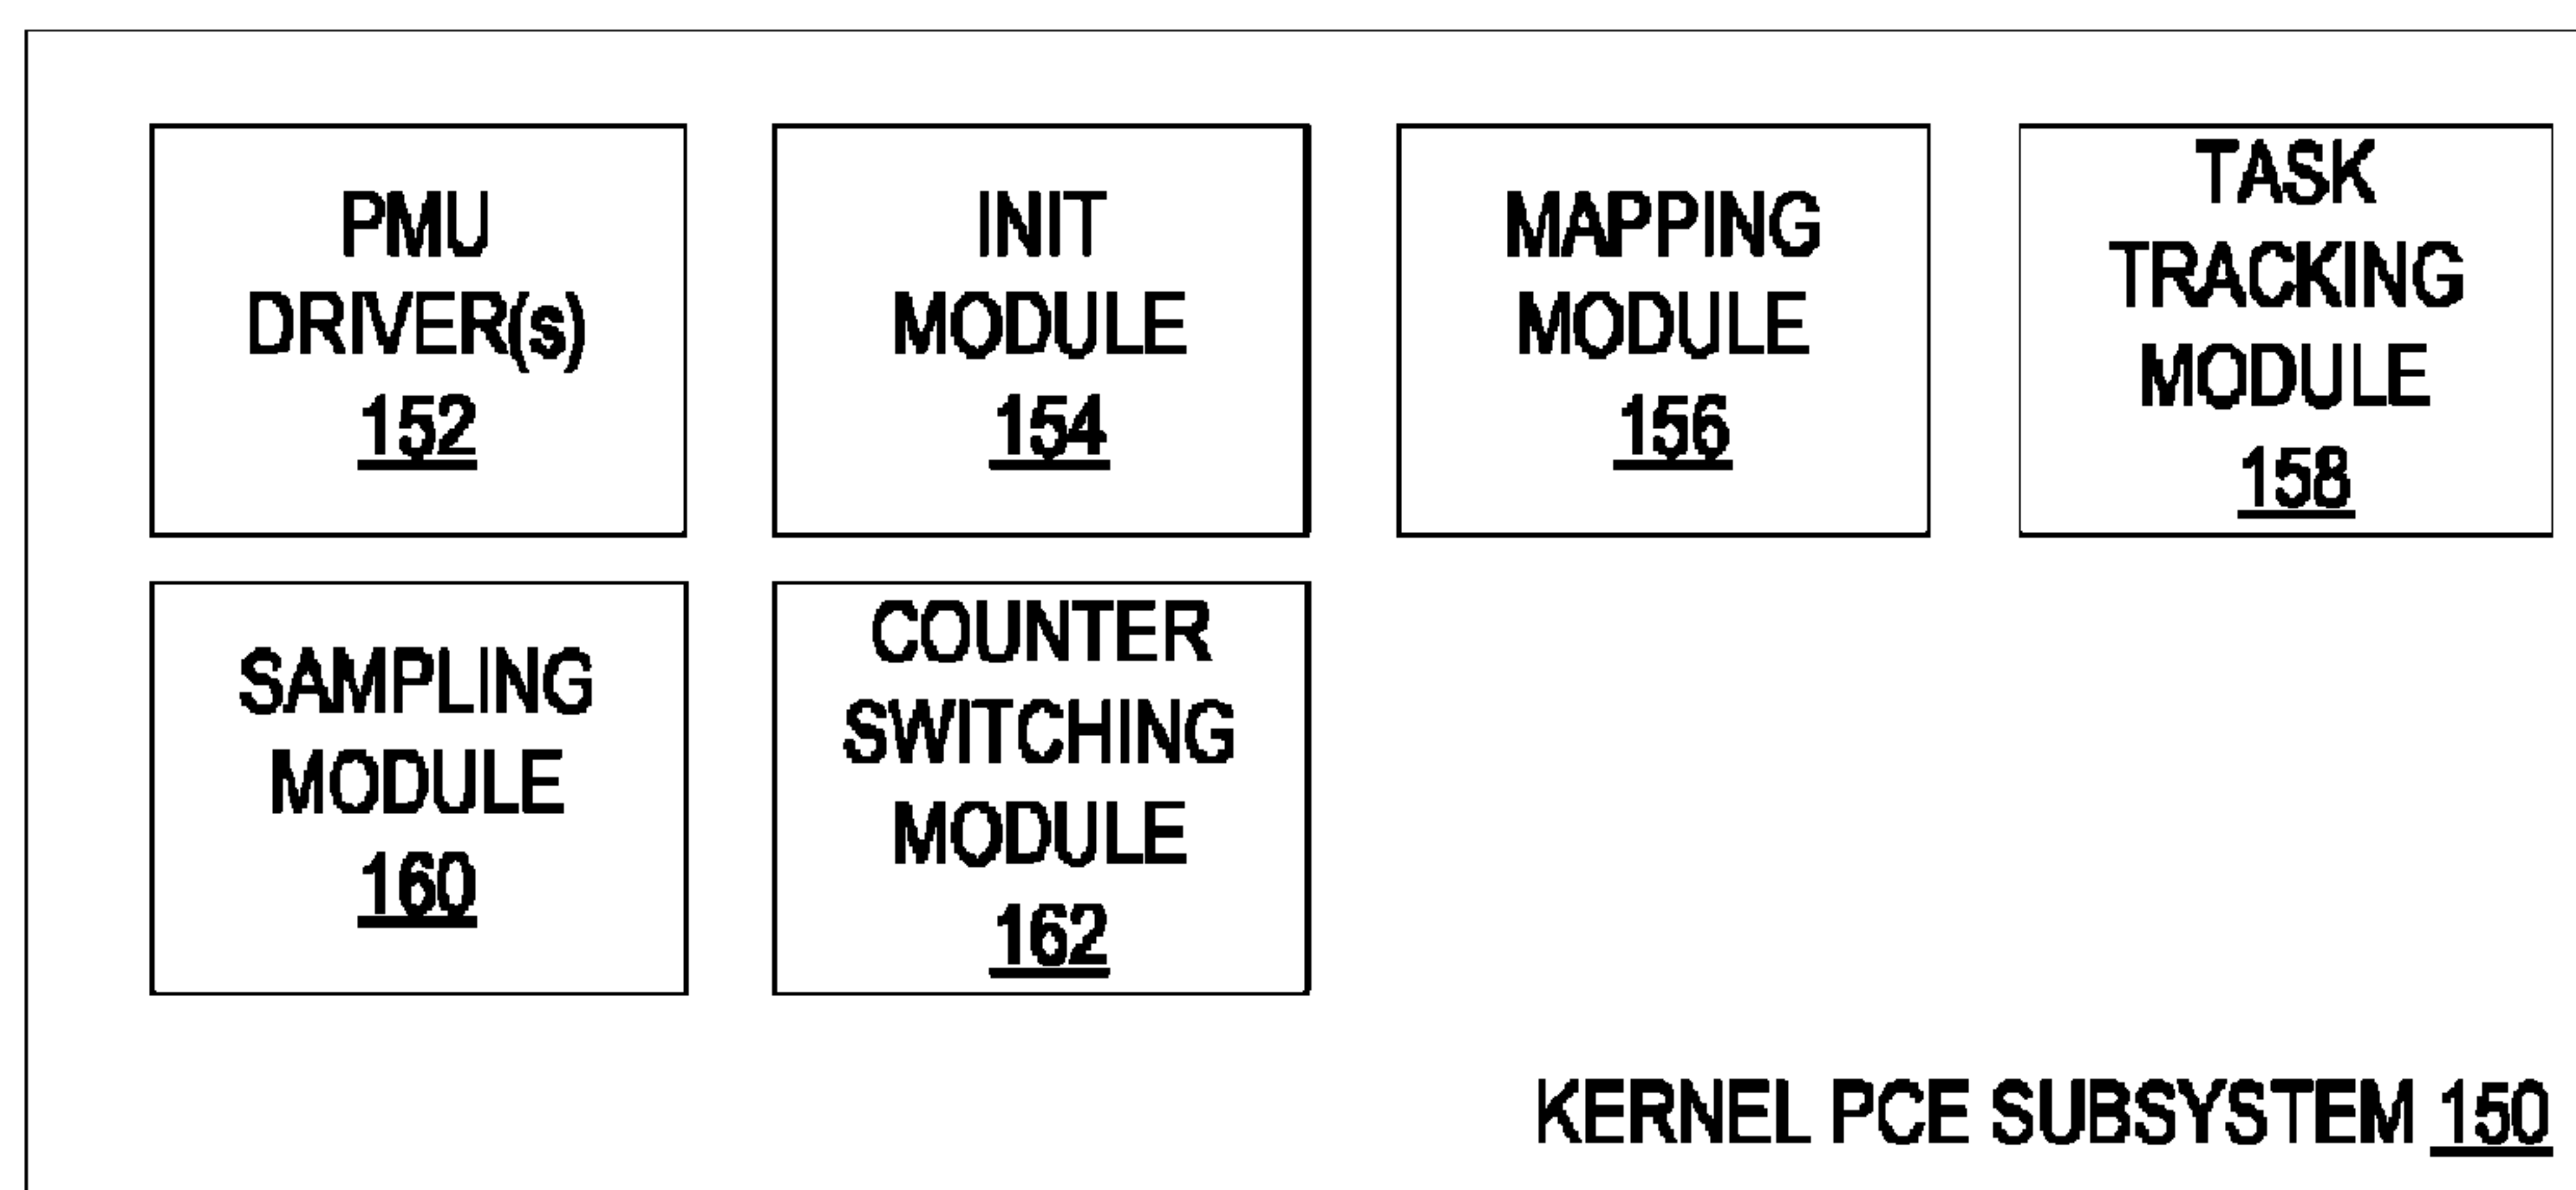 PMU
DRIVER(s)
152
INIT
MODULE
154
MAPPING
MODULE
156
TASK
TRACKING
MODULE
158
SAMPLING
MODULE
160
COUNTER
SWITCHING
MODULE
162
KERNEL PCE SUBSYSTEM 150